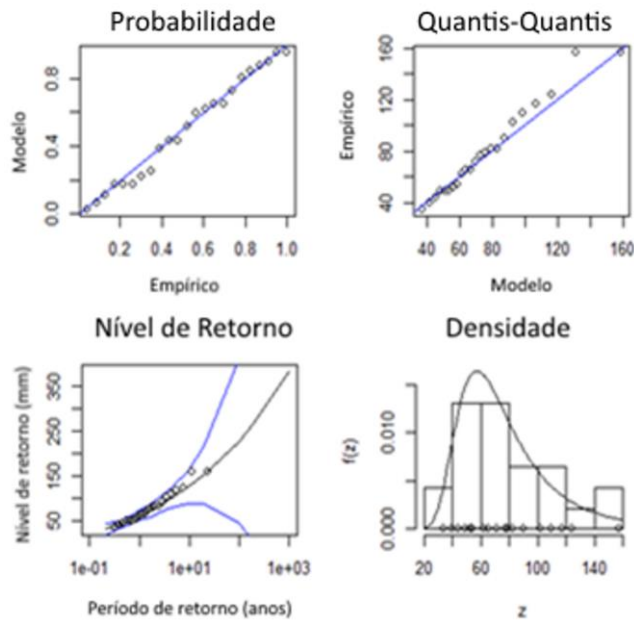 Probabilidade
Modelo
0.0 0.4 0.8
0.2 0.4 0.6 0.8 1.0
Empírico
Quantis-Quantis
Empírico
40 80 120 160
40 60 80 120 160
Modelo
Nível de Retorno
Nível de retorno (mm)
50 150 250 350
1e-01 1e+01 1e+03
Período de retorno (anos)
Densidade
f(z)
0.000 0.010
20 60 100 140
z